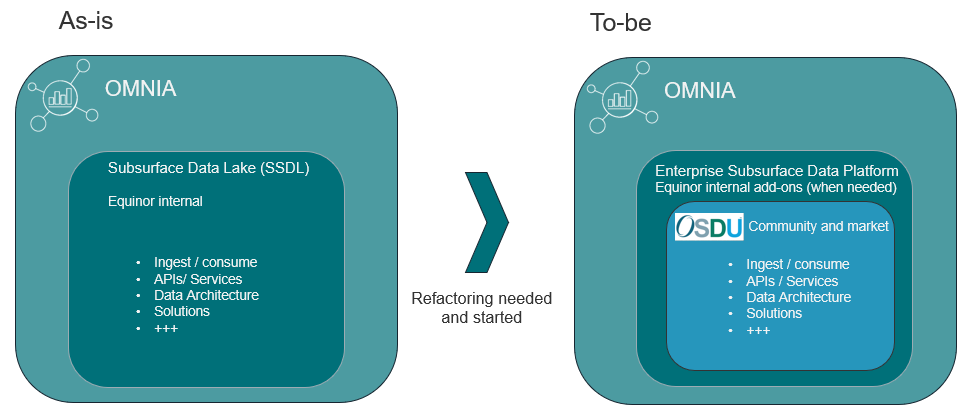 As-is
OMNIA
Subsurface Data Lake (SSDL)
Equinor internal
• Ingest / consume
• APIs/ Services
• Data Architecture
• Solutions
• +++
Refactoring needed
and started
To-be
OMNIA
Enterprise Subsurface Data Platform
Equinor internal add-ons (when needed)
OSDU Community and market
• Ingest / consume
• APIs / Services
• Data Architecture
• Solutions
• +++